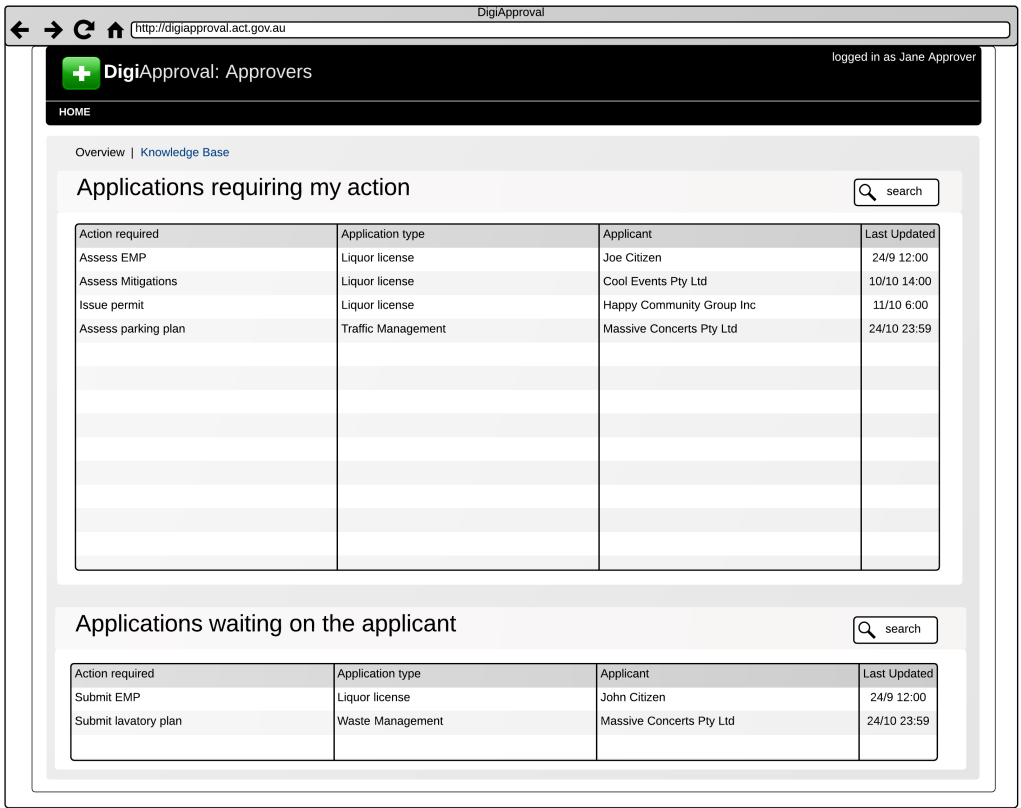 DigiApproval
http://digiapproval.act.gov.au
logged in as Jane Approver
DigiApproval: Approvers
HOME
Overview | Knowledge Base
Applications requiring my action
search
Action required Application type Applicant Last Updated
Assess EMP Liquor license Joe Citizen 24/9 12:00
Assess Mitigations Liquor license Cool Events Pty Ltd 10/10 14:00
Issue permit Liquor license Happy Community Group Inc 11/10 6:00
Assess parking plan Traffic Management Massive Concerts Pty Ltd 24/10 23:59
Applications waiting on the applicant
search
Action required Application type Applicant Last Updated
Submit EMP Liquor license John Citizen 24/9 12:00
Submit lavatory plan Waste Management Massive Concerts Pty Ltd 24/10 23:59